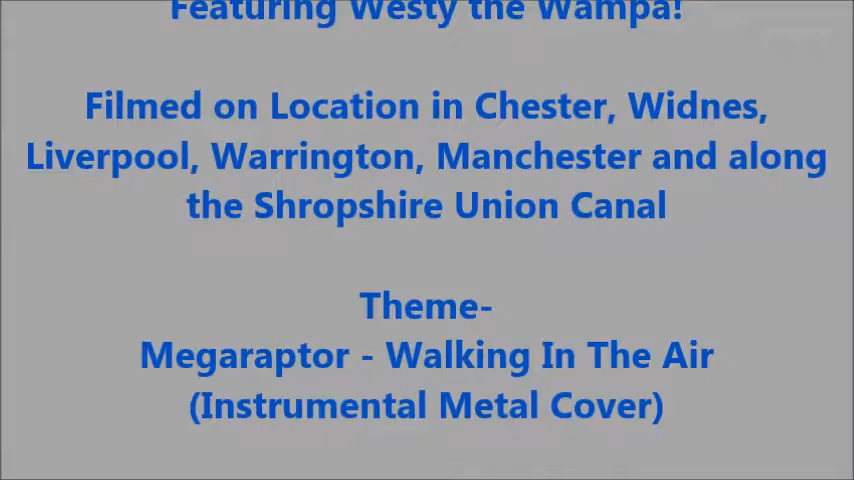 Featuring Westy the Wampa!
Filmed on Location in Chester, Widnes,
Liverpool, Warrington, Manchester and along
the Shropshire Union Canal
Theme-
Megaraptor - Walking In The Air
(Instrumental Metal Cover)